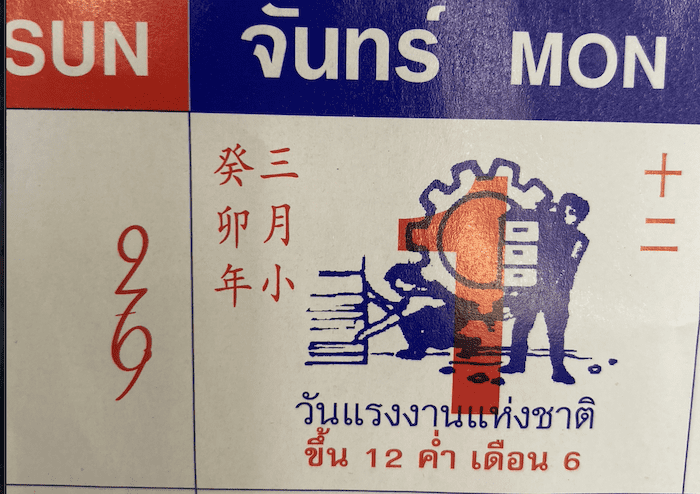 SUN
จันทร์ MON
癸卯年
三月小
1
十二
วันแรงงานแห่งชาติ
ขึ้น 12 ค่ำ เดือน 6